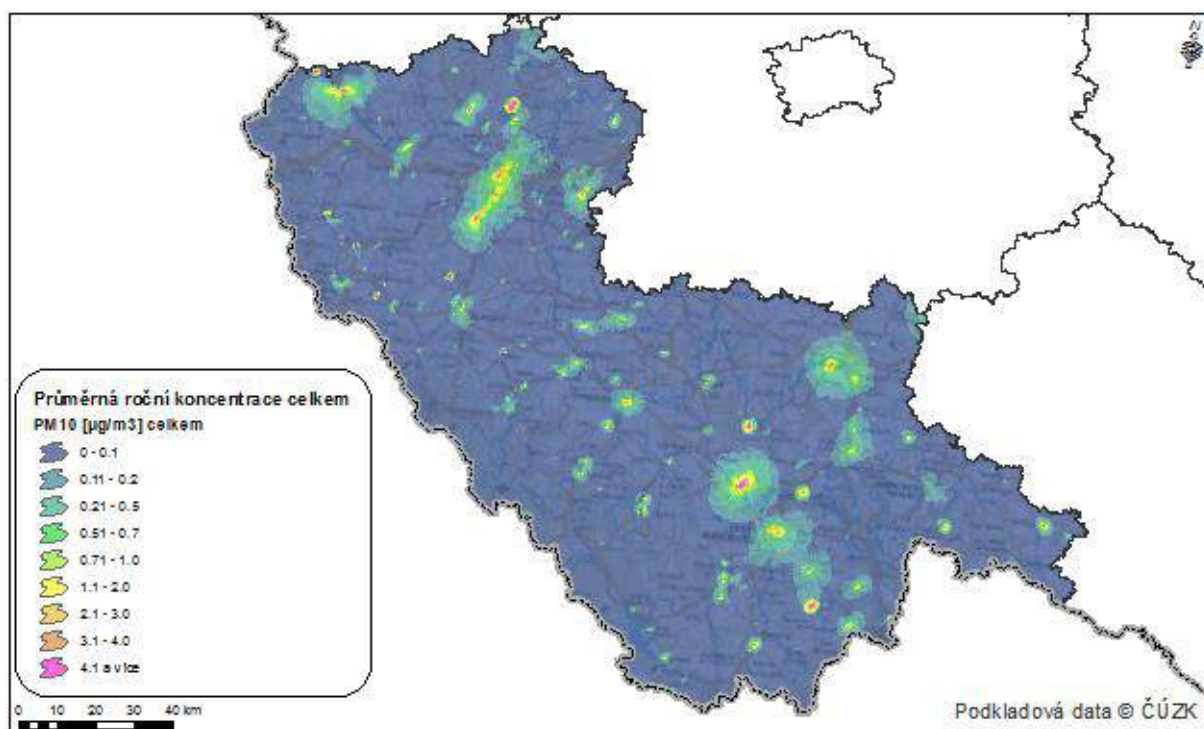 Průměrná roční koncentrace celkem
PM10 [µg/m3] celkem
0 - 0.1
0.11 - 0.2
0.21 - 0.5
0.51 - 0.7
0.71 - 1.0
1.1 - 2.0
2.1 - 3.0
3.1 - 4.0
4.1 a více
0 10 20 30 40 km
Podkladová data © ČÚZK